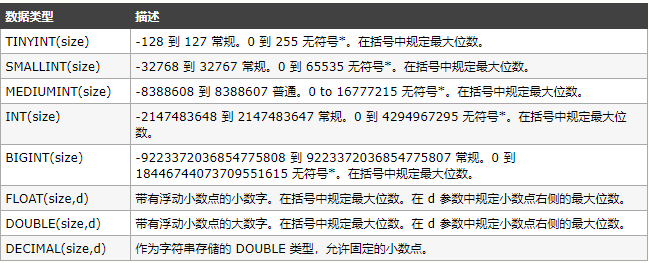 数据类型 描述
TINYINT(size) -128 到 127 常规。0 到 255 无符号*。在括号中规定最大位数。
SMALLINT(size) -32768 到 32767 常规。0 到 65535 无符号*。在括号中规定最大位数。
MEDIUMINT(size) -8388608 到 8388607 普通。0 to 16777215 无符号*。在括号中规定最大位数。
INT(size) -2147483648 到 2147483647 常规。0 到 4294967295 无符号*。在括号中规定最大位
数。
BIGINT(size) -9223372036854775808 到 9223372036854775807 常规。0 到
18446744073709551615 无符号*。在括号中规定最大位数。
FLOAT(size,d) 带有浮动小数点的小数字。在括号中规定最大位数。在 d 参数中规定小数点右侧的最大位数。
DOUBLE(size,d) 带有浮动小数点的大数字。在括号中规定最大位数。在 d 参数中规定小数点右侧的最大位数。
DECIMAL(size,d) 作为字符串存储的 DOUBLE 类型，允许固定的小数点。